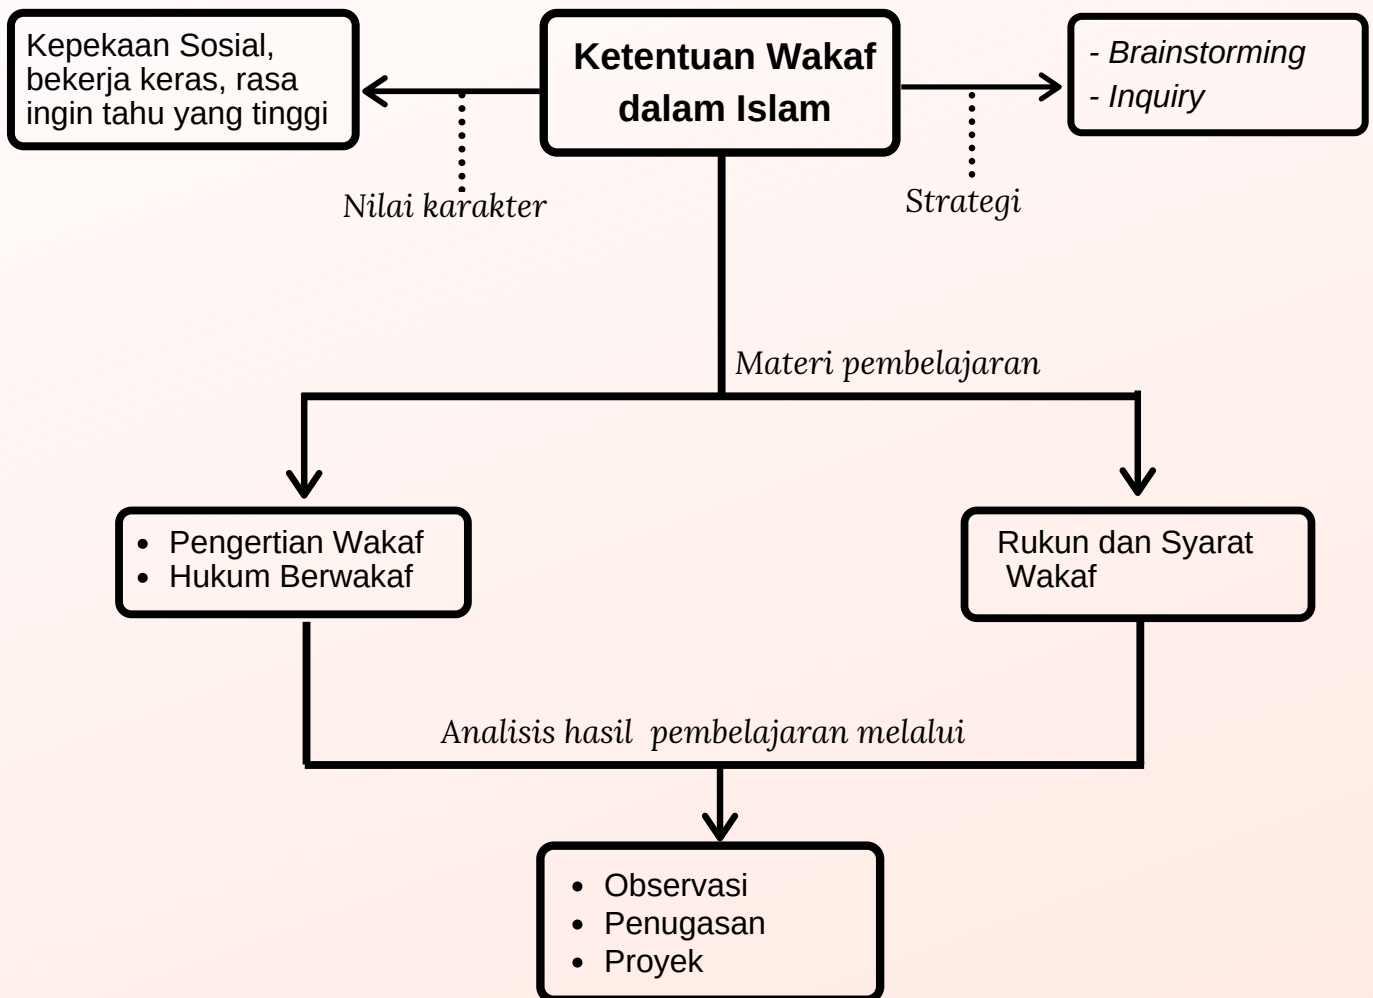 Kepekaan Sosial,
bekerja keras, rasa
ingin tahu yang tinggi
Ketentuan Wakaf
dalam Islam
- Brainstorming
- Inquiry
Nilai karakter
Strategi
Materi pembelajaran
• Pengertian Wakaf
• Hukum Berwakaf
Rukun dan Syarat
Wakaf
Analisis hasil  pembelajaran melalui
• Observasi
• Penugasan
• Proyek